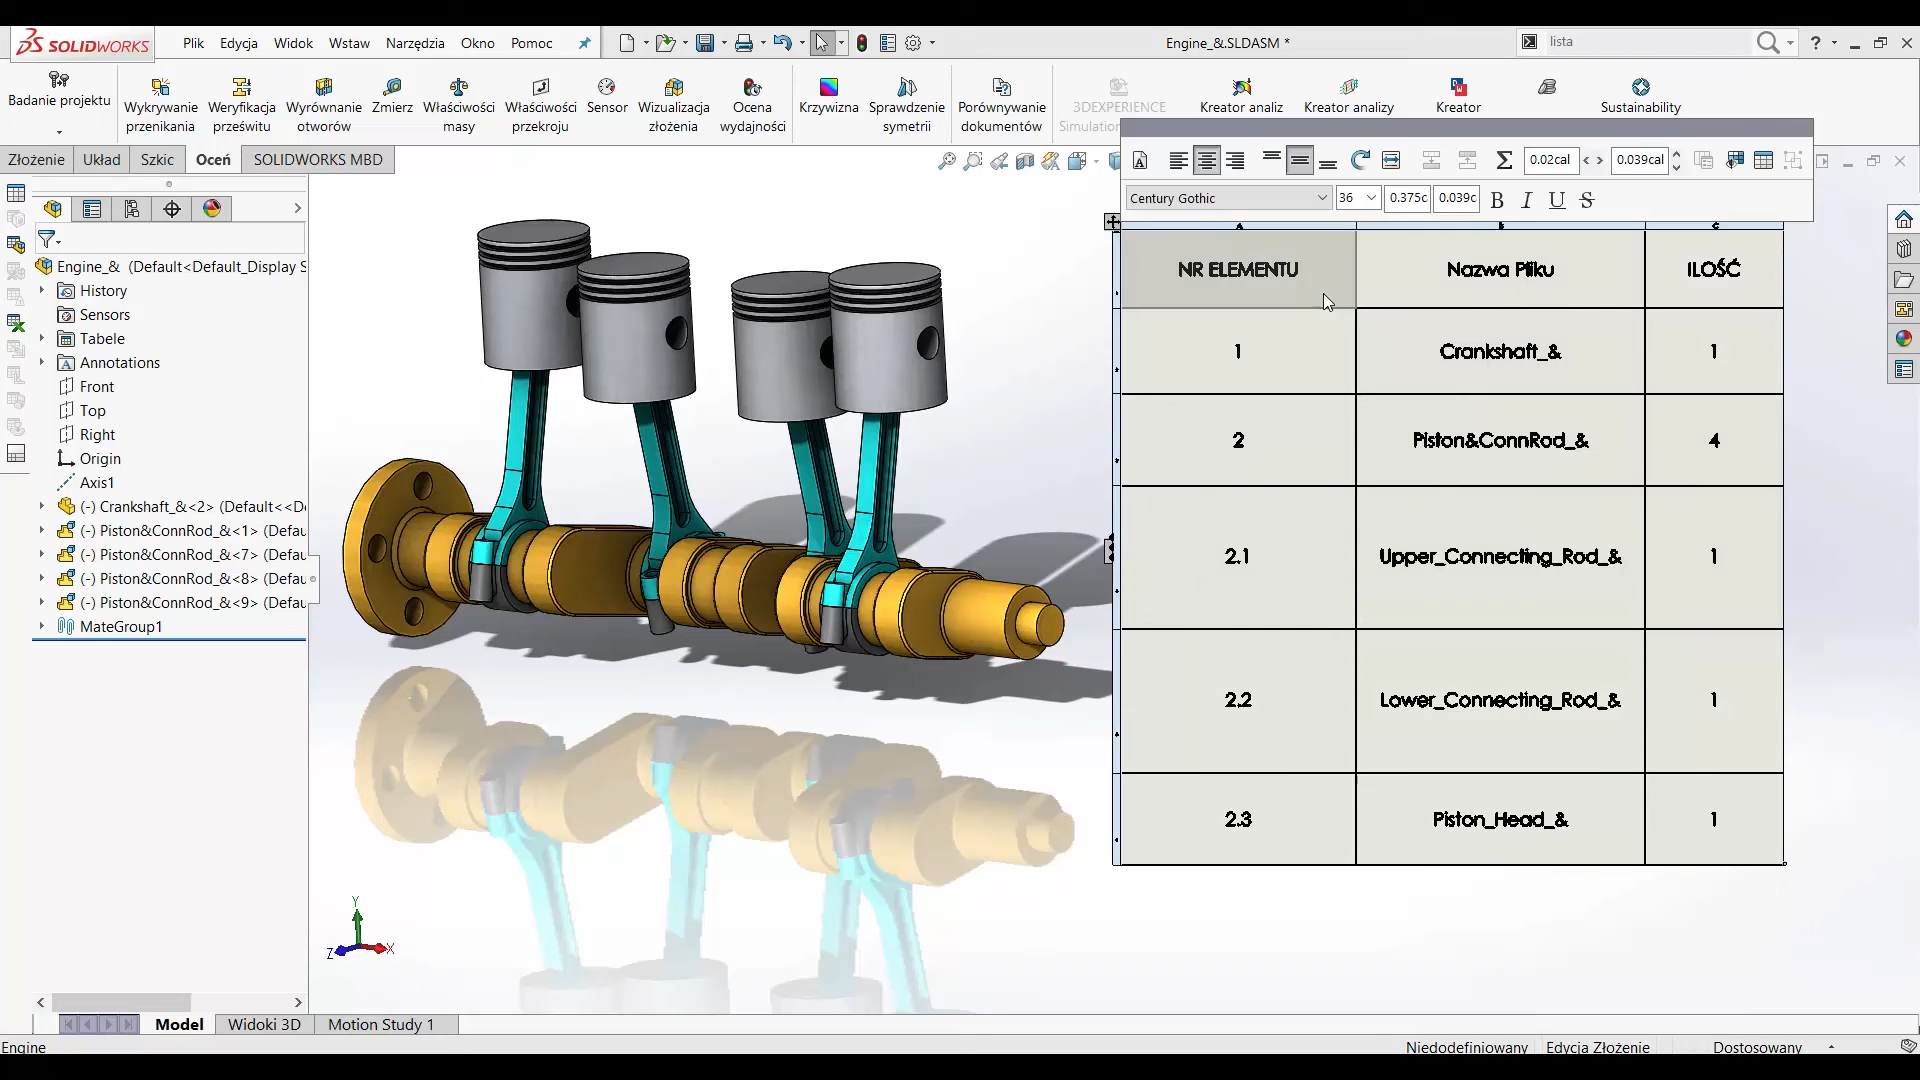 SOLIDWORKS
Plik Edycja Widok Wstaw Narzędzia Okno Pomoc
Engine_&.SLDASM *
lista
?
Badanie projektu
Wykrywanie przenikania
Weryfikacja prześwitu
Wyrównanie otworów
Zmierz
Właściwości masy
Właściwości przekroju
Sensor
Wizualizacja złożenia
Ocena wydajności
Krzywizna
Sprawdzenie symetrii
Porównywanie dokumentów
3DEXPERIENCE
Kreator analiz
Kreator analizy
Kreator
Sustainability
Złożenie Układ Szkic Oceń SOLIDWORKS MBD
0.02cal 0.039cal
Century Gothic 36 0.375c 0.039c B I U S
Engine_& (Default<Default_Display S
History
Sensors
Tabele
Annotations
Front
Top
Right
Origin
Axis1
(-) Crankshaft_&<2> (Default<<De
(-) Piston&ConnRod_&<1> (Defau
(-) Piston&ConnRod_&<7> (Defau
(-) Piston&ConnRod_&<8> (Defau
(-) Piston&ConnRod_&<9> (Defau
MateGroup1
A B C
NR ELEMENTU Nazwa Pliku ILOŚĆ
1 Crankshaft_& 1
2 Piston&ConnRod_& 4
2.1 Upper_Connecting_Rod_& 1
2.2 Lower_Connecting_Rod_& 1
2.3 Piston_Head_& 1
Y
Z X
Model Widoki 3D Motion Study 1
Engine Niedodefiniowany Edycja Złożenie Dostosowany